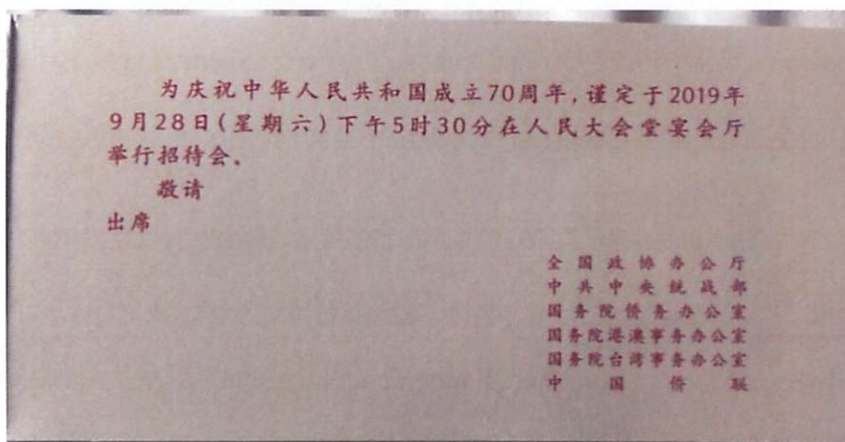 为庆祝中华人民共和国成立70周年,谨定于2019年
9月28日(星期六)下午5时30分在人民大会堂宴会厅
举行招待会。
敬请
出席
全国政协办公厅
中共中央统战部
国务院侨务办公室
国务院港澳事务办公室
国务院台湾事务办公室
中国侨联